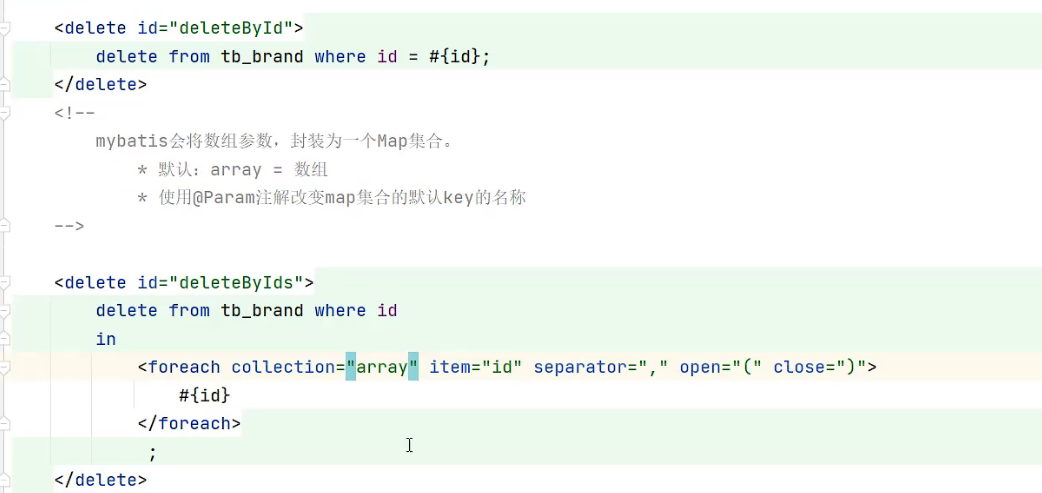 <delete id="deleteById">
delete from tb_brand where id = #{id};
</delete>
<!--
mybatis会将数组参数，封装为一个Map集合。
* 默认：array = 数组
* 使用@Param注解改变map集合的默认key的名称
-->
<delete id="deleteByIds">
delete from tb_brand where id
in
<foreach collection="array" item="id" separator="," open="(" close=")">
#{id}
</foreach>
;
</delete>